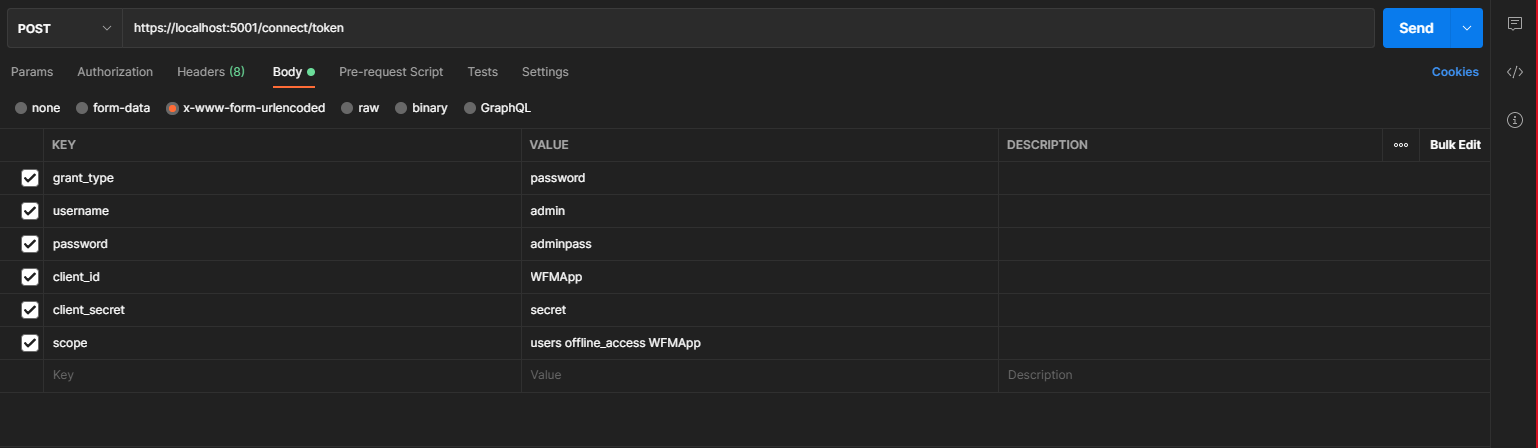 POST https://localhost:5001/connect/token Send
Params Authorization Headers (8) Body Pre-request Script Tests Settings Cookies
none form-data x-www-form-urlencoded raw binary GraphQL
KEY VALUE DESCRIPTION Bulk Edit
grant_type password
username admin
password adminpass
client_id WFMApp
client_secret secret
scope users offline_access WFMApp
Key Value Description